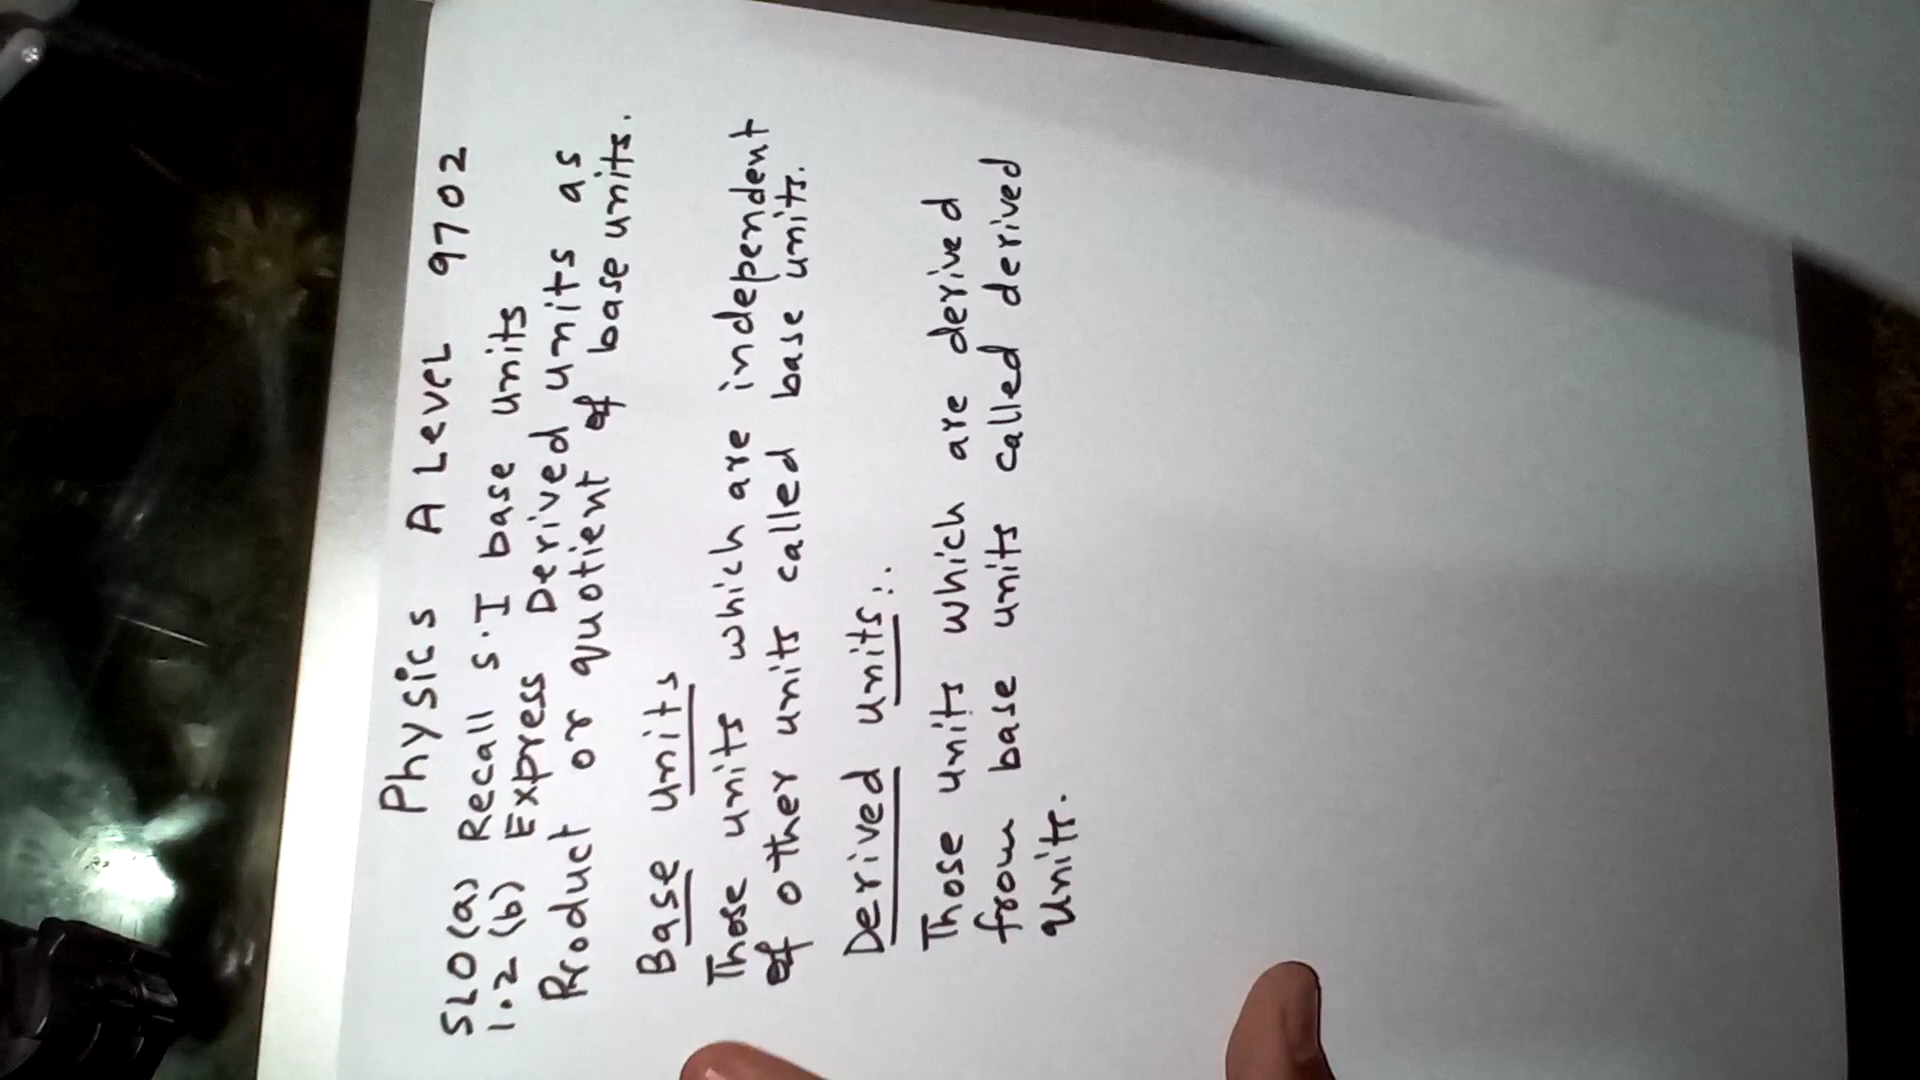 Physics A Level 9702
SLO (a) Recall S.I base units
1.2 (b) Express Derived units as
Product or quotient of base units.
Base units
Those units which are independent
of other units called base units.
Derived units:.
Those units which are derived
from base units called derived
units.